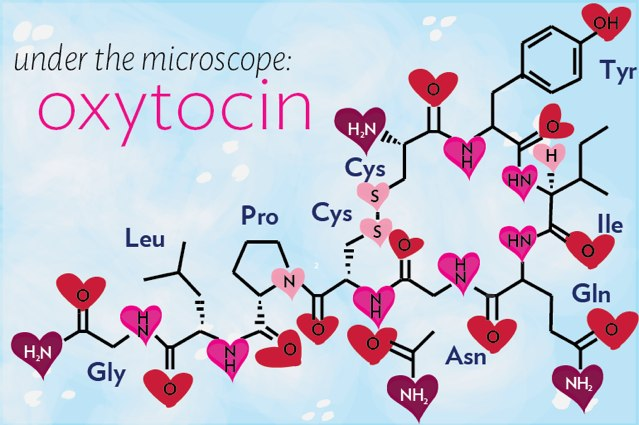 under the microscope:
oxytocin
OH
Tyr
O
O
H₂N
N
H
H
Cys
HN
S
Cys
S
Ile
Pro
HN
O
Leu
O
N
H
Gln
N
2
O
H
N
O
O
N
H
O
O
O
H₂N
Gly
N
H
O
Asn
O
NH₂
NH₂